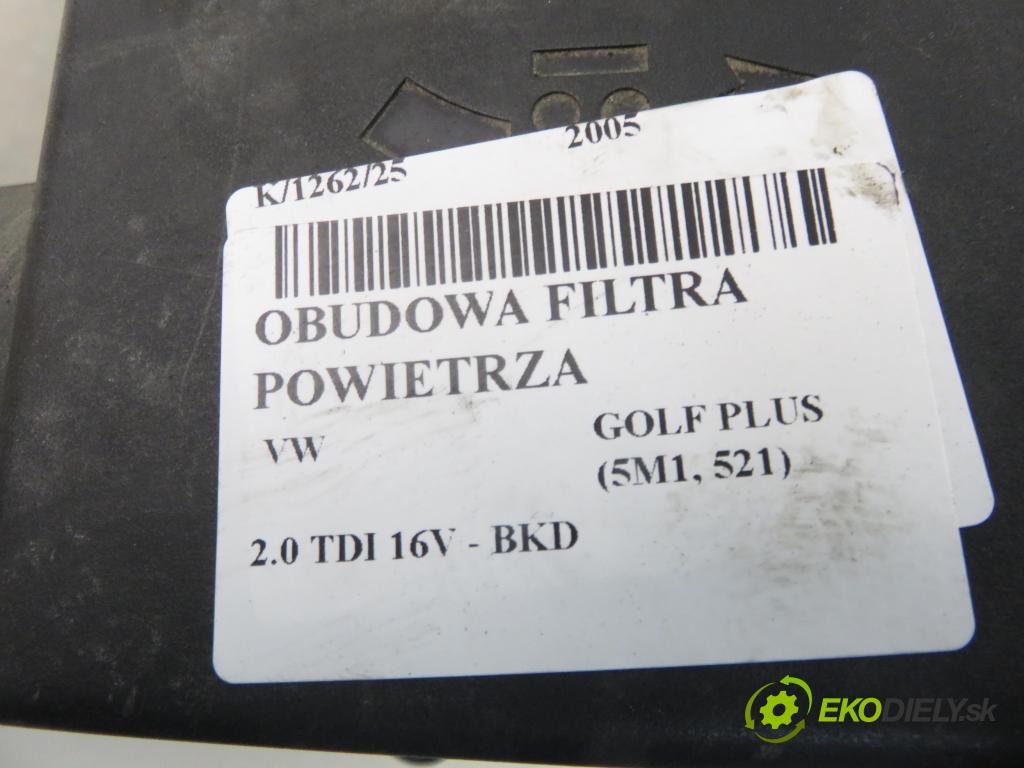 K/1262/25 2005
OBUDOWA FILTRA
POWIETRZA
VW GOLF PLUS
(5M1, 521)
2.0 TDI 16V - BKD
EKODIELY.sk